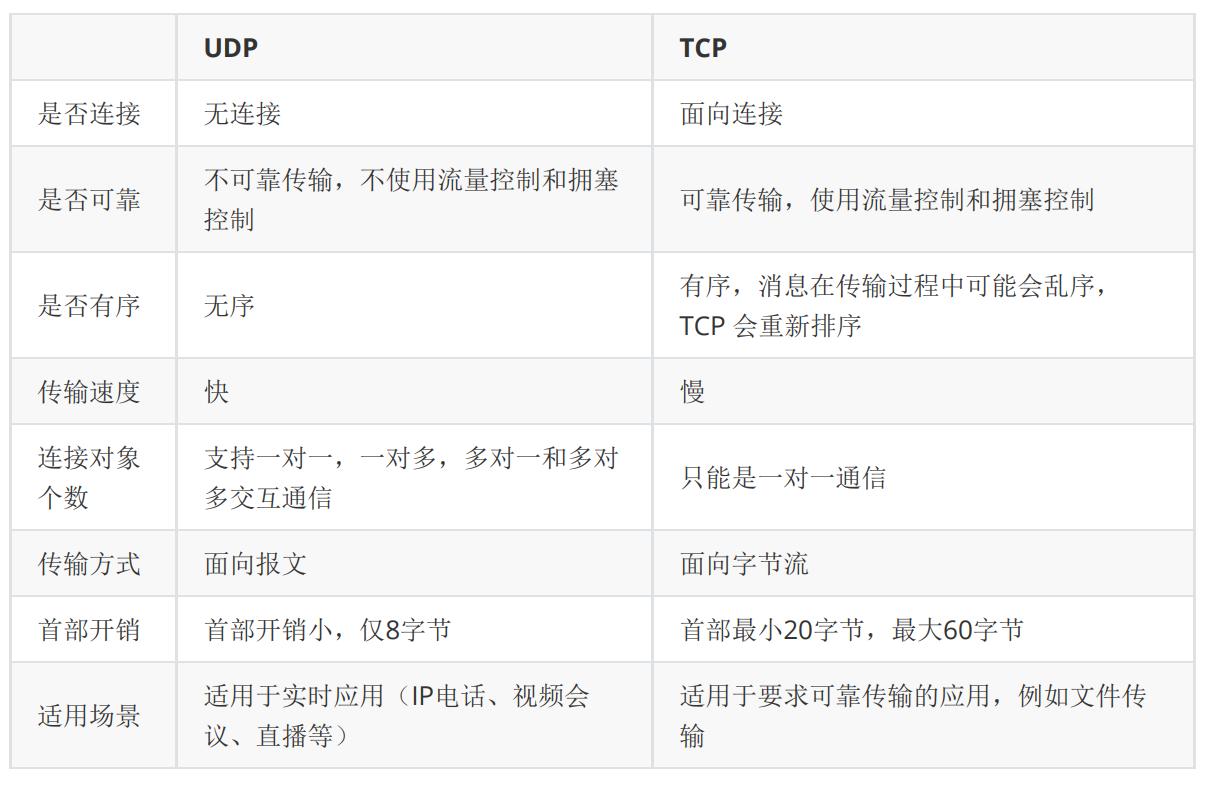 UDP
TCP
是否连接
无连接
面向连接
是否可靠
不可靠传输，不使用流量控制和拥塞
控制
可靠传输，使用流量控制和拥塞控制
是否有序
无序
有序，消息在传输过程中可能会乱序，
TCP 会重新排序
传输速度
快
慢
连接对象
个数
支持一对一，一对多，多对一和多对
多交互通信
只能是一对一通信
传输方式
面向报文
面向字节流
首部开销
首部开销小，仅8字节
首部最小20字节，最大60字节
适用场景
适用于实时应用（IP电话、视频会
议、直播等）
适用于要求可靠传输的应用，例如文件传
输